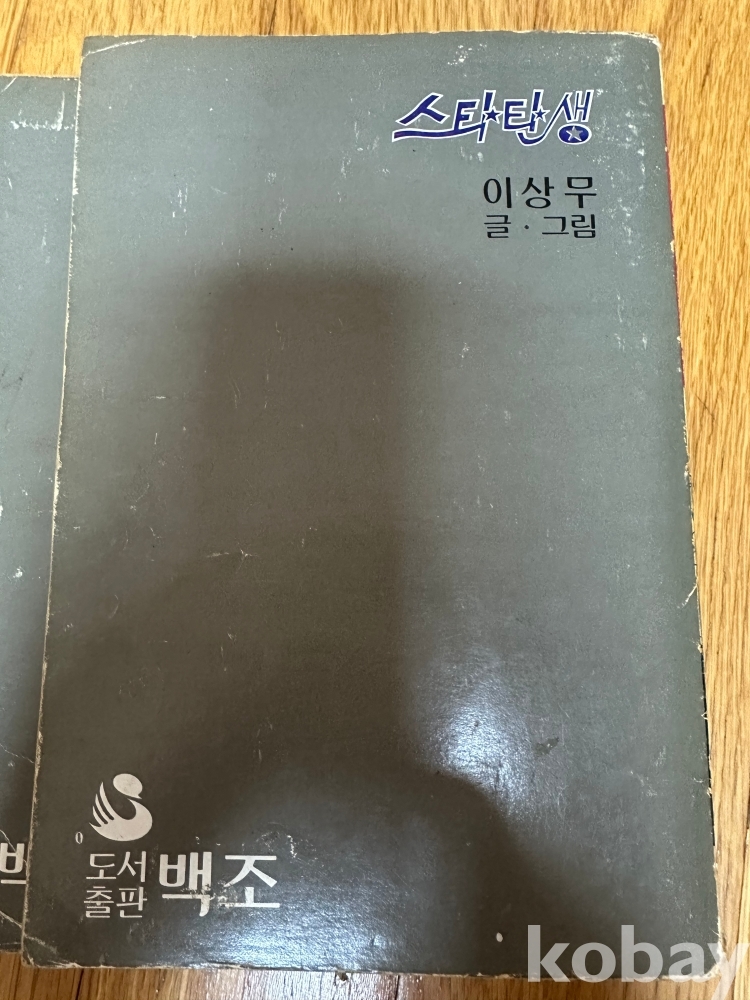 스타탄생
이상무
글·그림
도서
출판 백조
kobay